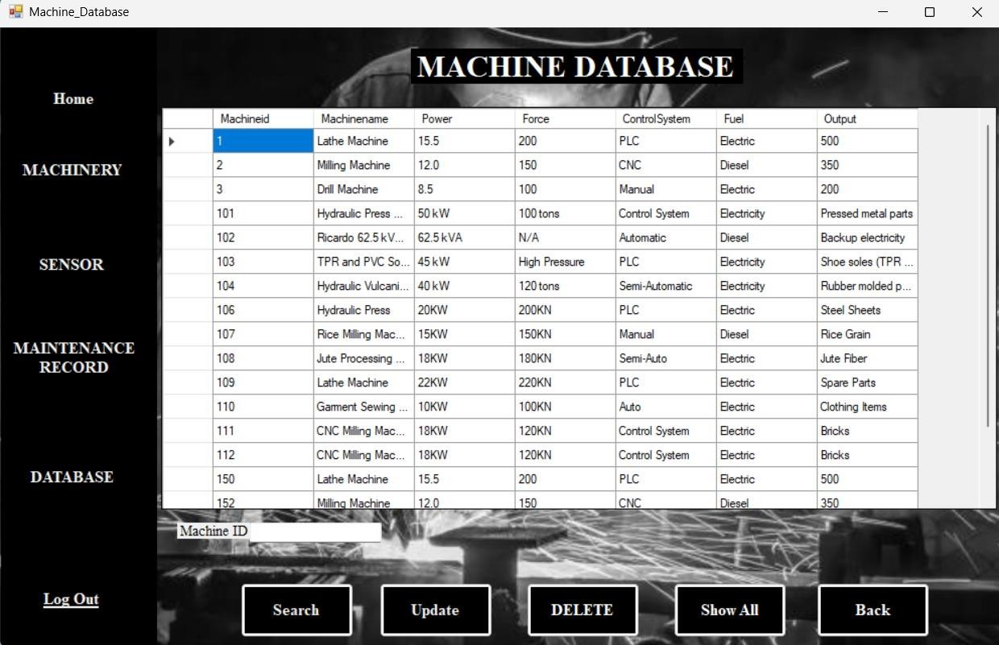 Machine_Database
MACHINE DATABASE
Home
MACHINERY
SENSOR
MAINTENANCE
RECORD
DATABASE
Log Out
Machineid Machinename Power Force ControlSystem Fuel Output
1 Lathe Machine 15.5 200 PLC Electric 500
2 Milling Machine 12.0 150 CNC Diesel 350
3 Drill Machine 8.5 100 Manual Electric 200
101 Hydraulic Press ... 50 kW 100 tons Control System Electricity Pressed metal parts
102 Ricardo 62.5 kV... 62.5 kVA N/A Automatic Diesel Backup electricity
103 TPR and PVC So... 45 kW High Pressure PLC Electricity Shoe soles (TPR ...
104 Hydraulic Vulcani... 40 kW 120 tons Semi-Automatic Electricity Rubber molded p...
106 Hydraulic Press 20KW 200KN PLC Electric Steel Sheets
107 Rice Milling Mac... 15KW 150KN Manual Diesel Rice Grain
108 Jute Processing ... 18KW 180KN Semi-Auto Electric Jute Fiber
109 Lathe Machine 22KW 220KN PLC Electric Spare Parts
110 Garment Sewing ... 10KW 100KN Auto Electric Clothing Items
111 CNC Milling Mac... 18KW 120KN Control System Electric Bricks
112 CNC Milling Mac... 18KW 120KN Control System Electric Bricks
150 Lathe Machine 15.5 200 PLC Electric 500
152 Milling Machine 12.0 150 CNC Diesel 350
Machine ID
Search Update DELETE Show All Back